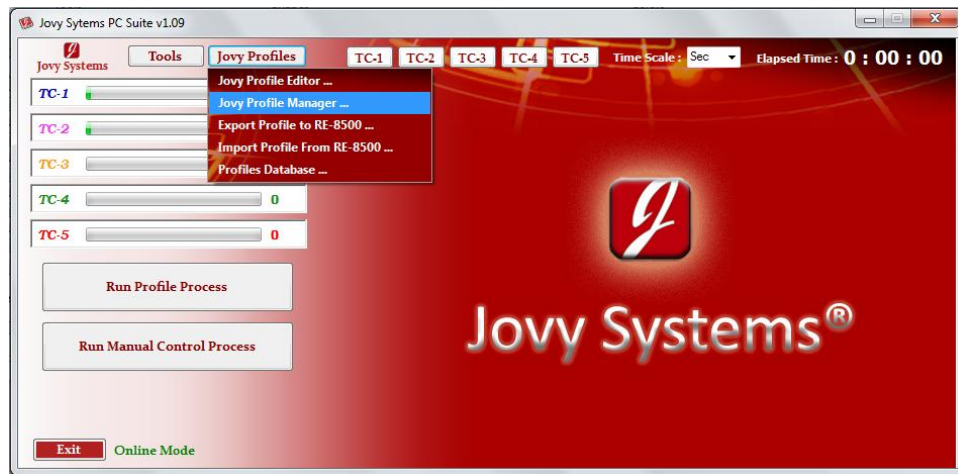 Jovy Sytems PC Suite v1.09
Jovy Systems
Tools
Jovy Profiles
TC-1 TC-2 TC-3 TC-4 TC-5
Time Scale : Sec
Elapsed Time : 0 : 00 : 00
Jovy Profile Editor ...
Jovy Profile Manager ...
Export Profile to RE-8500 ...
Import Profile From RE-8500 ...
Profiles Database ...
TC-1
TC-2
TC-3
TC-4 0
TC-5 0
Run Profile Process
Run Manual Control Process
Jovy Systems®
Exit
Online Mode